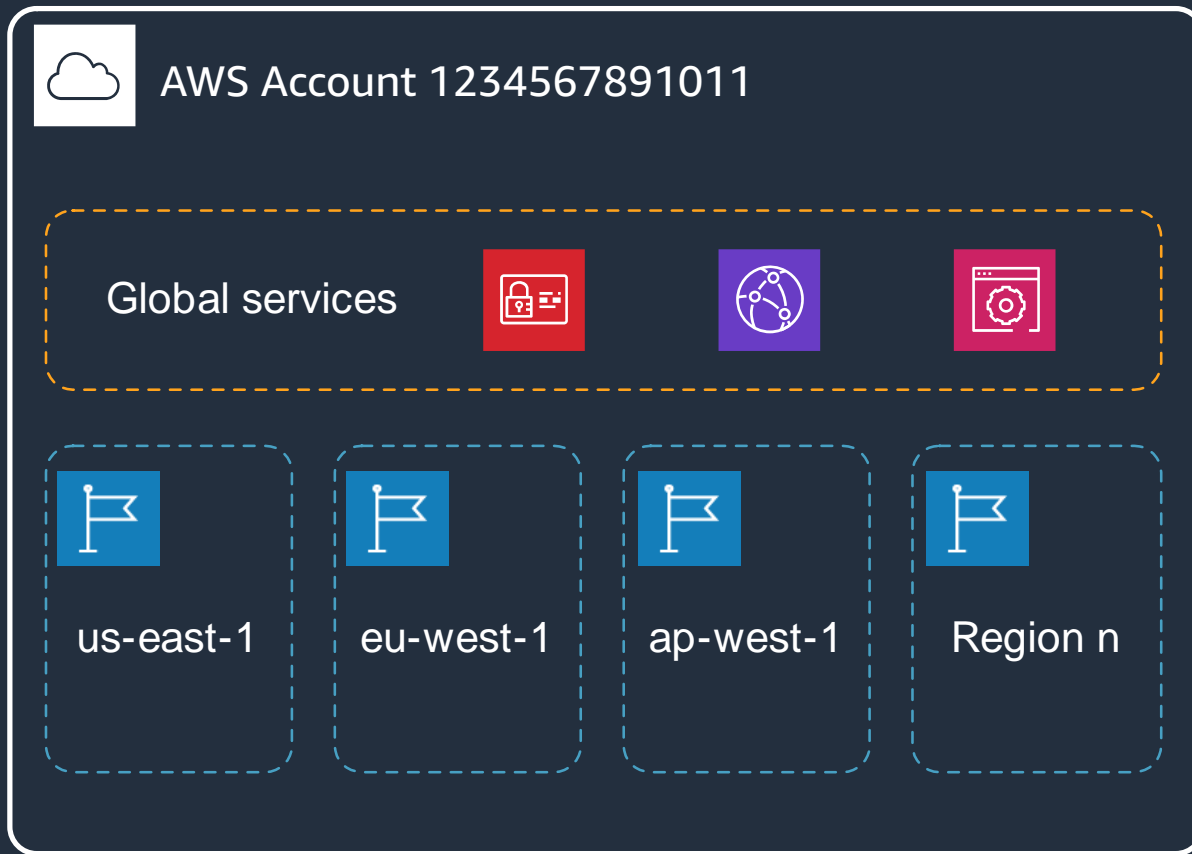 AWS Account 1234567891011
Global services
us-east-1
eu-west-1
ap-west-1
Region n